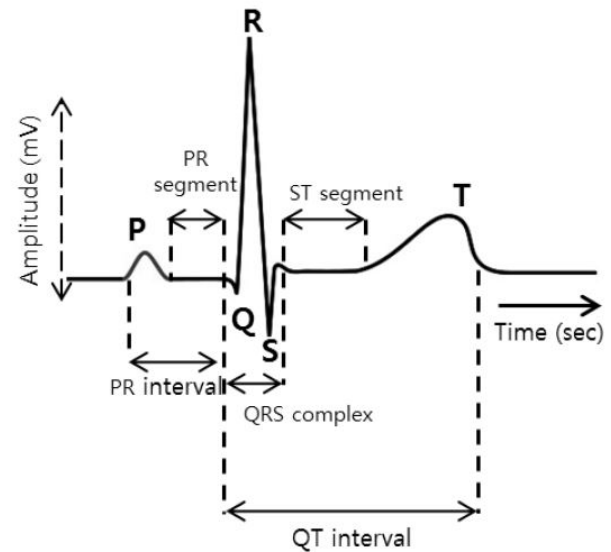 R
Amplitude (mV)
PR
segment
ST segment
P
T
Q
S
Time (sec)
PR interval
QRS complex
QT interval